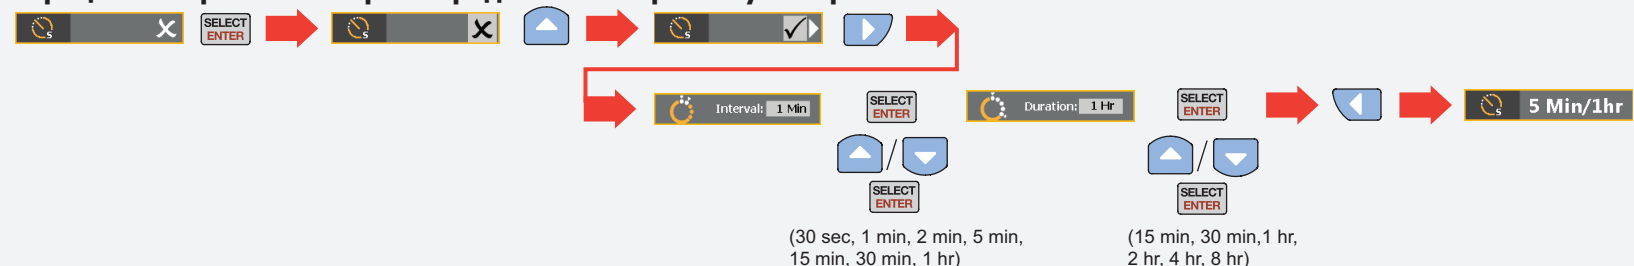 SELECT
ENTER
Interval: 1 Min
SELECT
ENTER
SELECT
ENTER
(30 sec, 1 min, 2 min, 5 min,
15 min, 30 min, 1 hr)
Duration: 1 Hr
SELECT
ENTER
SELECT
ENTER
(15 min, 30 min,1 hr,
2 hr, 4 hr, 8 hr)
5 Min/1hr